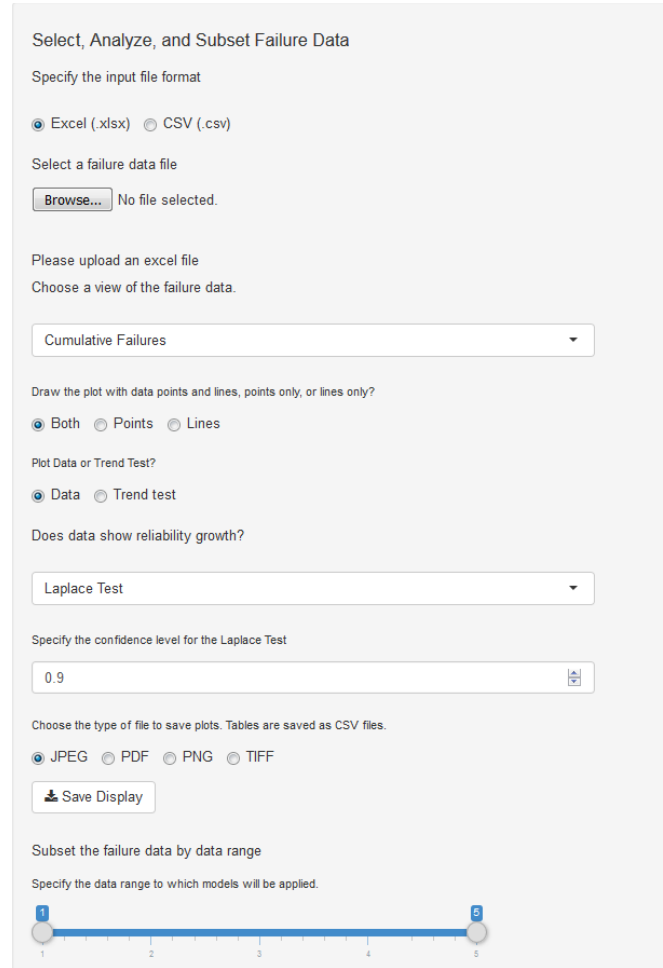 Select, Analyze, and Subset Failure Data
Specify the input file format
Excel (.xlsx) CSV (.csv)
Select a failure data file
Browse... No file selected.
Please upload an excel file
Choose a view of the failure data.
Cumulative Failures
Draw the plot with data points and lines, points only, or lines only?
Both Points Lines
Plot Data or Trend Test?
Data Trend test
Does data show reliability growth?
Laplace Test
Specify the confidence level for the Laplace Test
0.9
Choose the type of file to save plots. Tables are saved as CSV files.
JPEG PDF PNG TIFF
Save Display
Subset the failure data by data range
Specify the data range to which models will be applied.
1 5
1 2 3 4 5